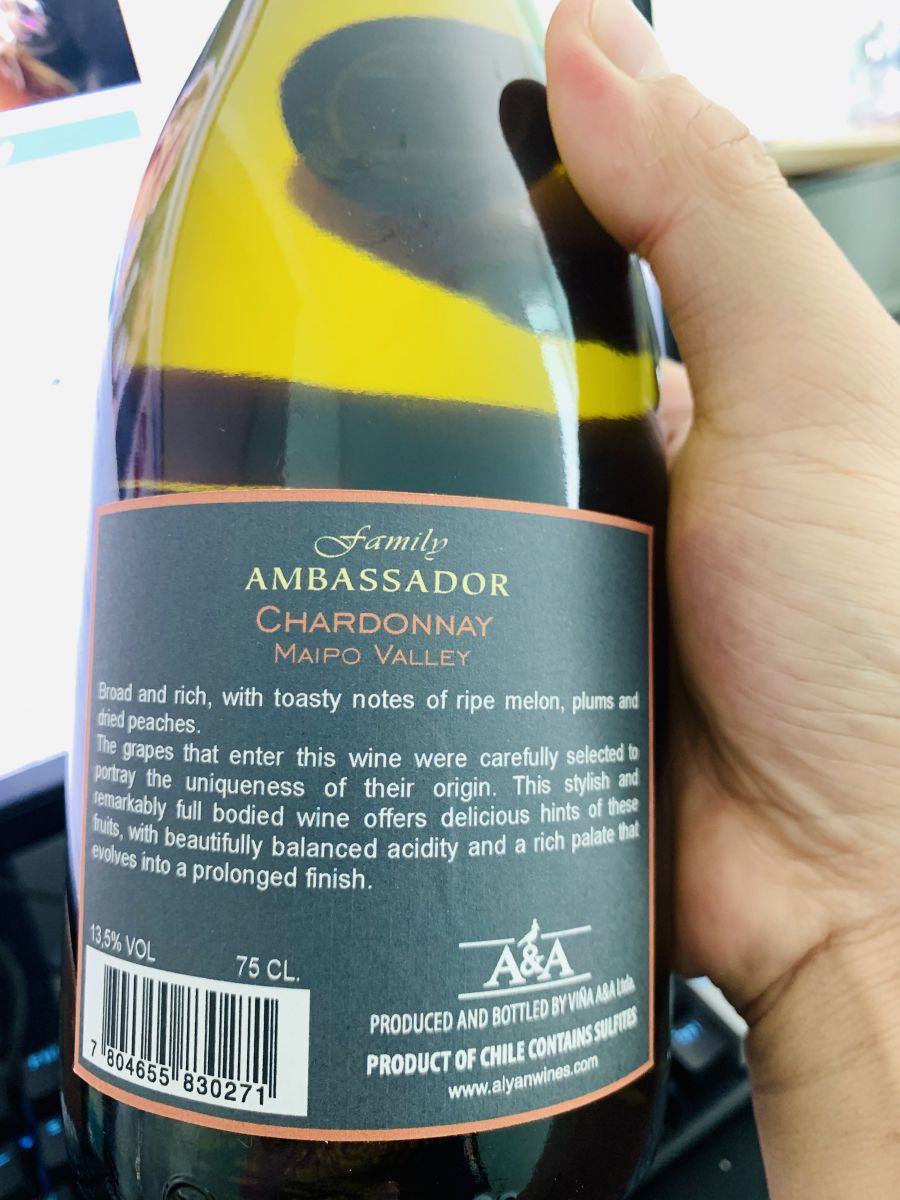 Family
AMBASSADOR
CHARDONNAY
MAIPO VALLEY
Broad and rich, with toasty notes of ripe melon, plums and
dried peaches.
The grapes that enter this wine were carefully selected to
portray the uniqueness of their origin. This stylish and
remarkably full bodied wine offers delicious hints of these
fruits, with beautifully balanced acidity and a rich palate that
evolves into a prolonged finish.
13,5% VOL
75 CL.
A&A
PRODUCED AND BOTTLED BY VIÑA A&A Ltda.
PRODUCT OF CHILE CONTAINS SULFITES
www.alyanwines.com
7 804655 830271